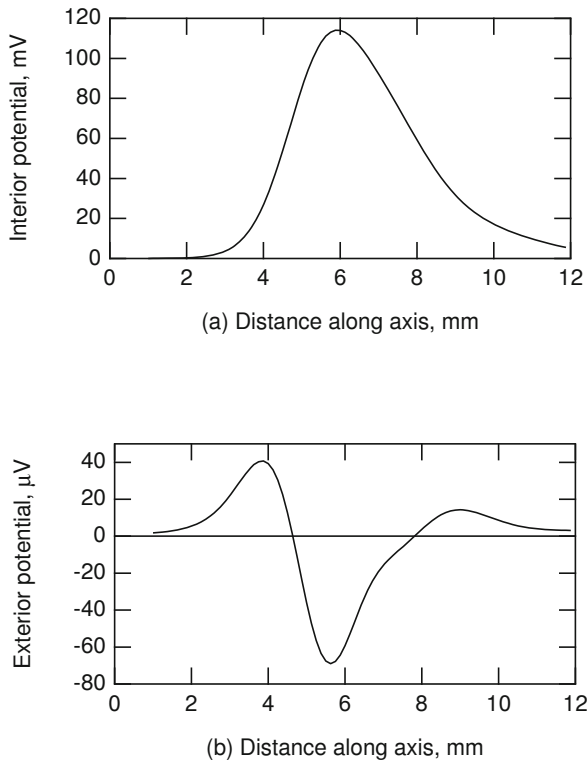 Interior potential, mV
120
100
80
60
40
20
0
0 2 4 6 8 10 12
(a) Distance along axis, mm
Exterior potential, μV
40
20
0
-20
-40
-60
-80
0 2 4 6 8 10 12
(b) Distance along axis, mm